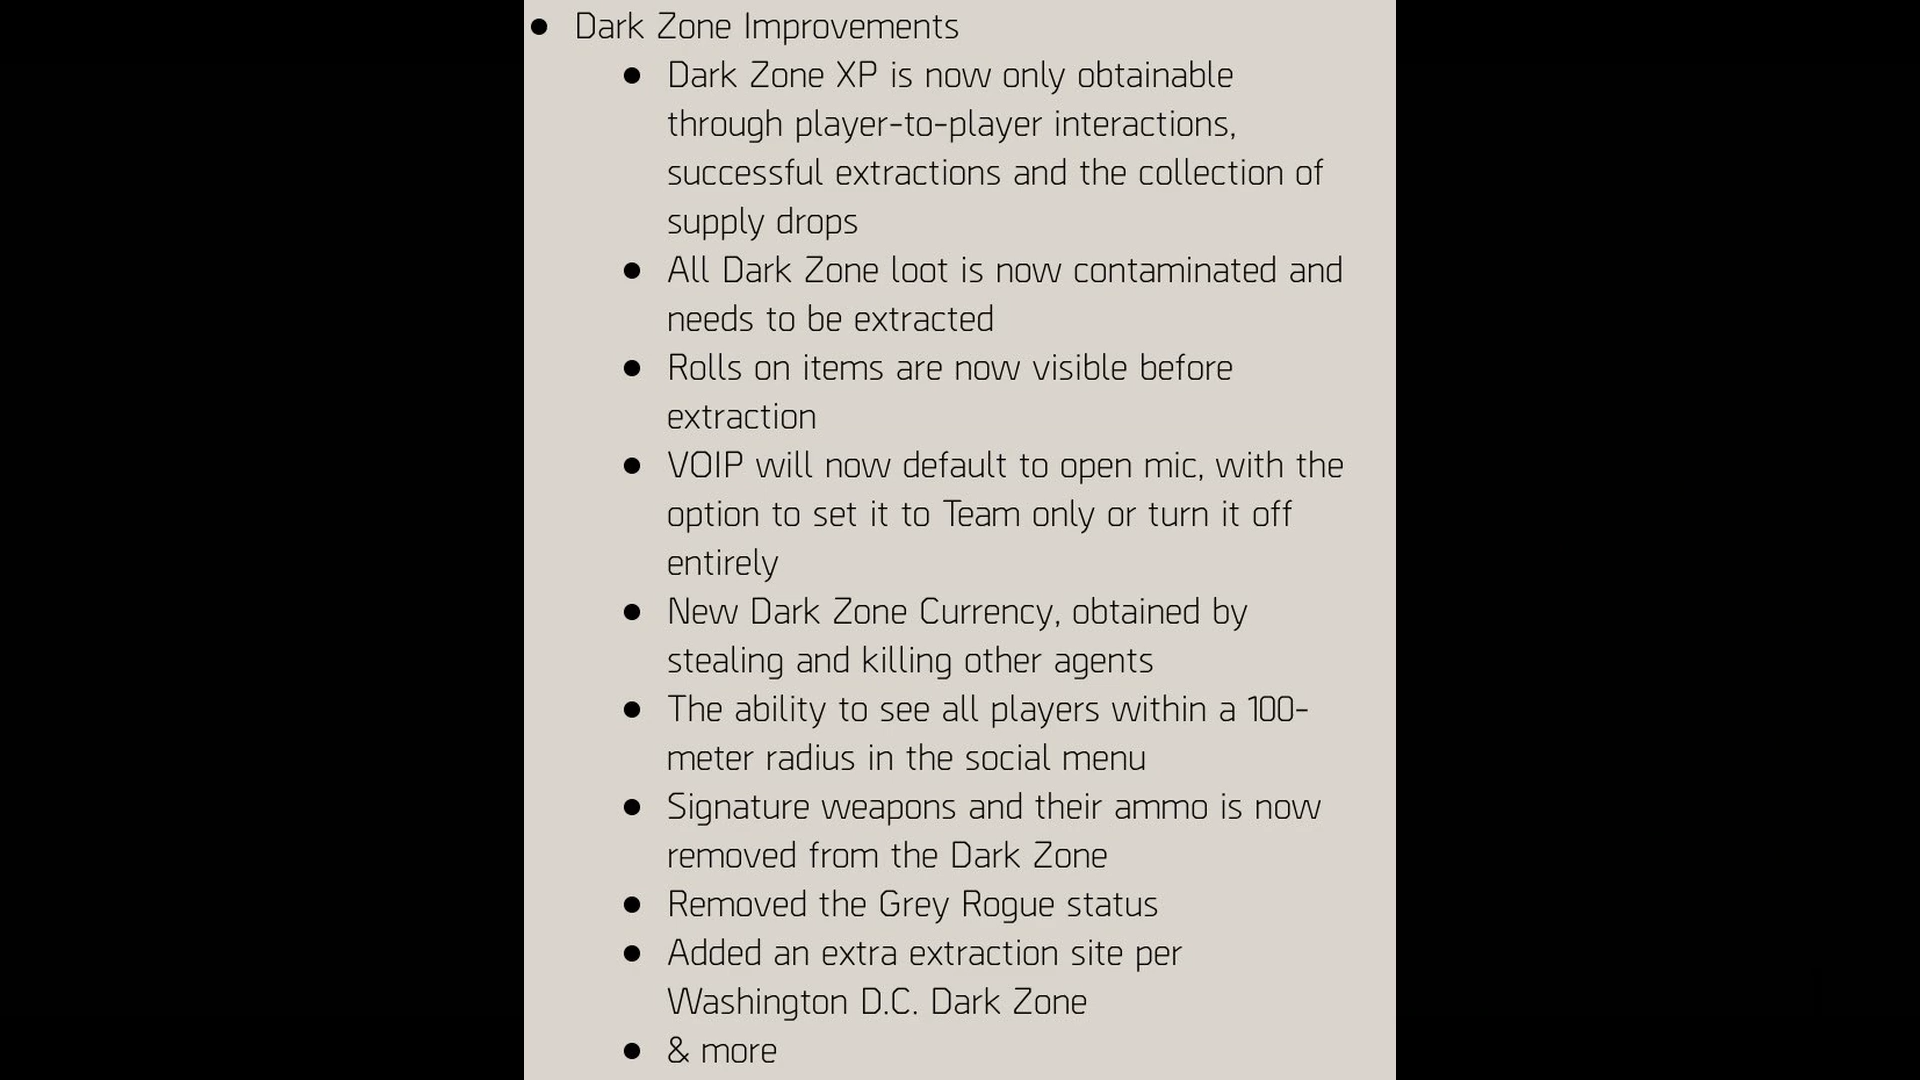 ● Dark Zone Improvements
● Dark Zone XP is now only obtainable
through player-to-player interactions,
successful extractions and the collection of
supply drops
● All Dark Zone loot is now contaminated and
needs to be extracted
● Rolls on items are now visible before
extraction
● VOIP will now default to open mic, with the
option to set it to Team only or turn it off
entirely
● New Dark Zone Currency, obtained by
stealing and killing other agents
● The ability to see all players within a 100-
meter radius in the social menu
● Signature weapons and their ammo is now
removed from the Dark Zone
● Removed the Grey Rogue status
● Added an extra extraction site per
Washington D.C. Dark Zone
● & more